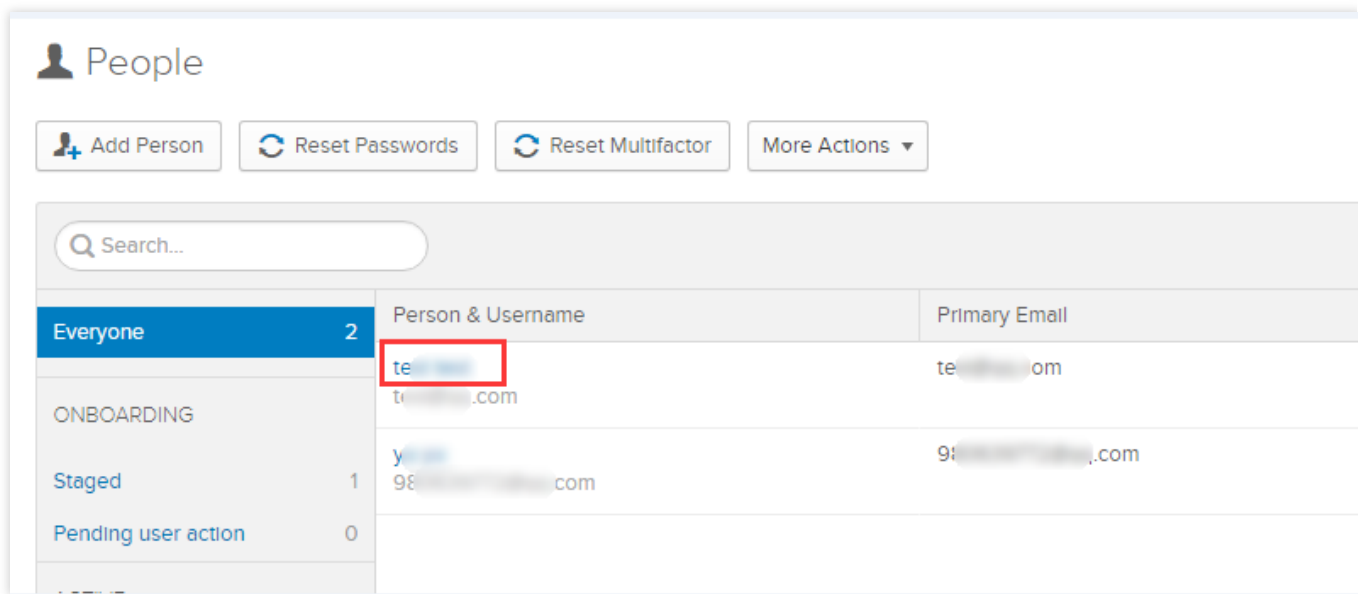 People
Add Person Reset Passwords Reset Multifactor More Actions
Search...
Everyone 2 Person & Username Primary Email
ONBOARDING
Staged 1
Pending user action 0